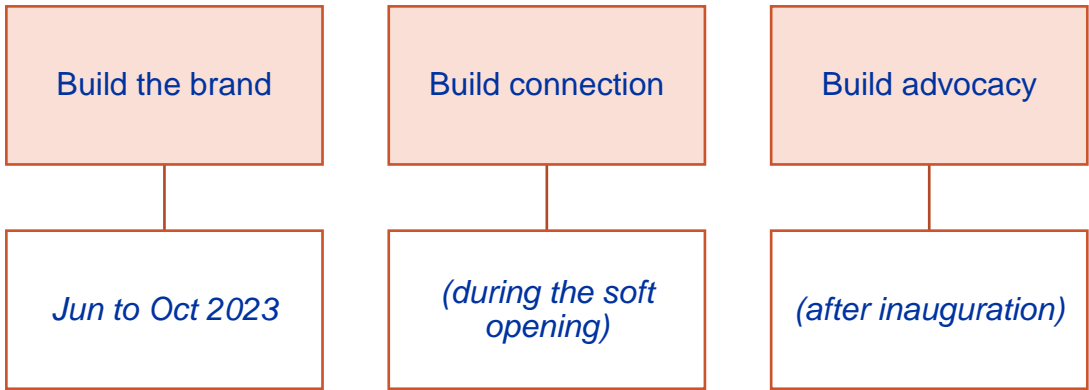 Build the brand
Build connection
Build advocacy
Jun to Oct 2023
(during the soft
opening)
(after inauguration)